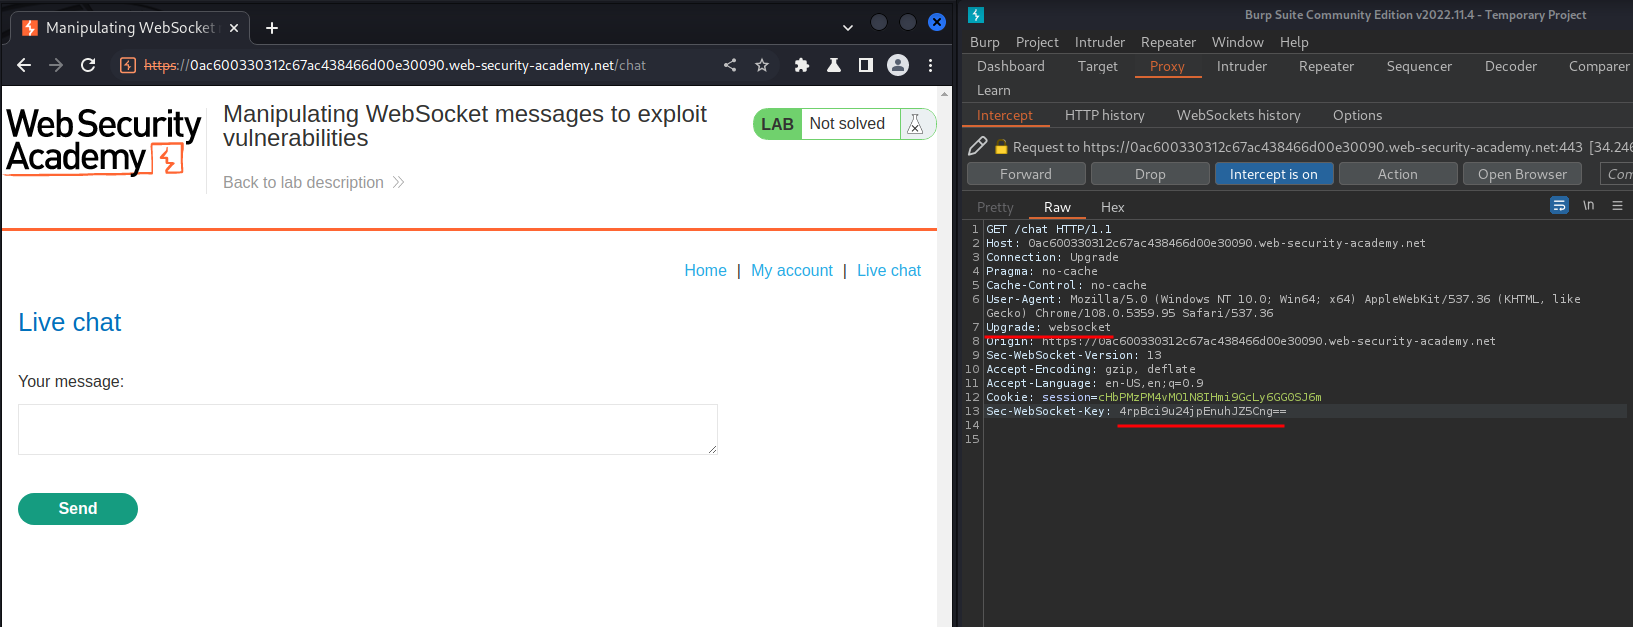 Manipulating WebSocket
https://0ac600330312c67ac438466d00e30090.web-security-academy.net/chat
Web Security
Academy
Manipulating WebSocket messages to exploit
vulnerabilities
Back to lab description
LAB
Not solved
Home | My account | Live chat
Live chat
Your message:
Send
Burp Suite Community Edition v2022.11.4 - Temporary Project
Burp Project Intruder Repeater Window Help
Dashboard Target Proxy Intruder Repeater Sequencer Decoder Comparer
Learn
Intercept HTTP history WebSockets history Options
Request to https://0ac600330312c67ac438466d00e30090.web-security-academy.net:443 [34.246
Forward Drop Intercept is on Action Open Browser Com
Pretty Raw Hex \n
1 GET /chat HTTP/1.1
2 Host: 0ac600330312c67ac438466d00e30090.web-security-academy.net
3 Connection: Upgrade
4 Pragma: no-cache
5 Cache-Control: no-cache
6 User-Agent: Mozilla/5.0 (Windows NT 10.0; Win64; x64) AppleWebKit/537.36 (KHTML, like
Gecko) Chrome/108.0.5359.95 Safari/537.36
7 Upgrade: websocket
8 Origin: https://0ac600330312c67ac438466d00e30090.web-security-academy.net
9 Sec-WebSocket-Version: 13
10 Accept-Encoding: gzip, deflate
11 Accept-Language: en-US,en;q=0.9
12 Cookie: session=cHbPMzPM4vMO1N8IHmi9GcLy6GGOSJ6m
13 Sec-WebSocket-Key: 4rpBci9u24jpEnuhJZ5Cng==
14
15